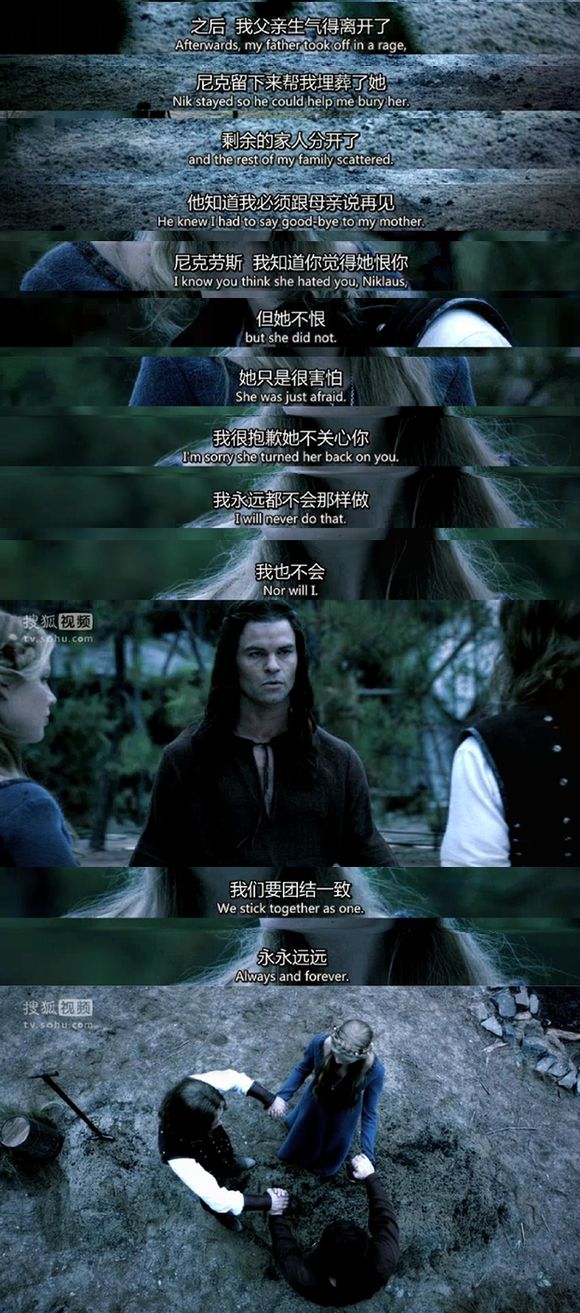 之后 我父亲生气得离开了
Afterwards, my father took off in a rage,
尼克留下来帮我埋葬了她
Nik stayed so he could help me bury her.
剩余的家人分开了
and the rest of my family scattered.
他知道我必须跟母亲说再见
He knew I had to say good-bye to my mother.
尼克劳斯 我知道你觉得她恨你
I know you think she hated you, Niklaus,
但她不恨
but she did not.
她只是很害怕
She was just afraid.
我很抱歉她不关心你
I'm sorry she turned her back on you.
我永远都不会那样做
I will never do that.
我也不会
Nor will I.
搜狐视频
tv.sohu.com
我们要团结一致
We stick together as one.
永永远远
Always and forever.
搜狐视频
tv.sohu.com